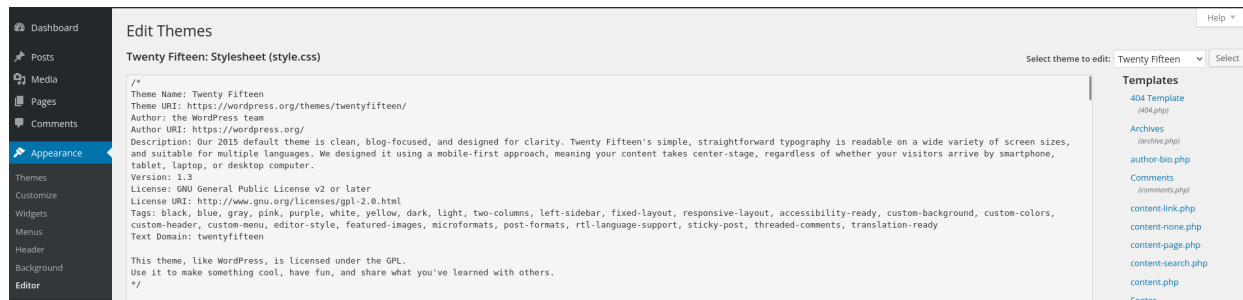 Help
Dashboard
Posts
Media
Pages
Comments
Appearance
Themes
Customize
Widgets
Menus
Header
Background
Editor
Edit Themes
Twenty Fifteen: Stylesheet (style.css)
Select theme to edit: Twenty Fifteen Select
/*
Theme Name: Twenty Fifteen
Theme URI: https://wordpress.org/themes/twentyfifteen/
Author: the WordPress team
Author URI: https://wordpress.org/
Description: Our 2015 default theme is clean, blog-focused, and designed for clarity. Twenty Fifteen's simple, straightforward typography is readable on a wide variety of screen sizes,
and suitable for multiple languages. We designed it using a mobile-first approach, meaning your content takes center-stage, regardless of whether your visitors arrive by smartphone,
tablet, laptop, or desktop computer.
Version: 1.3
License: GNU General Public License v2 or later
License URI: http://www.gnu.org/licenses/gpl-2.0.html
Tags: black, blue, gray, pink, purple, white, yellow, dark, light, two-columns, left-sidebar, fixed-layout, responsive-layout, accessibility-ready, custom-background, custom-colors,
custom-header, custom-menu, editor-style, featured-images, microformats, post-formats, rtl-language-support, sticky-post, threaded-comments, translation-ready
Text Domain: twentyfifteen
This theme, like WordPress, is licensed under the GPL.
Use it to make something cool, have fun, and share what you've learned with others.
*/
Templates
404 Template
(404.php)
Archives
(archive.php)
author-bio.php
Comments
(comments.php)
content-link.php
content-none.php
content-page.php
content-search.php
content.php
Footer